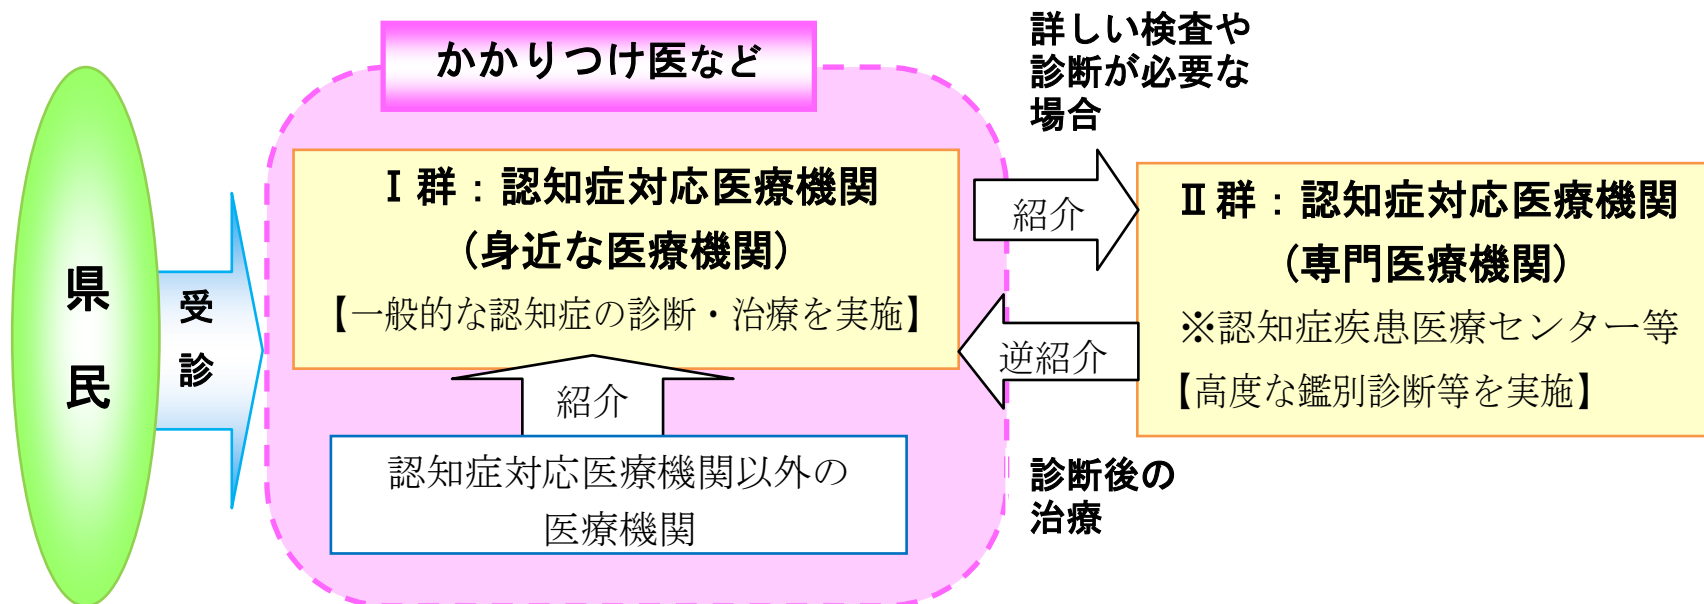 かかりつけ医など
詳しい検査や
診断が必要な
場合
県
民
受
診
Ⅰ群：認知症対応医療機関
(身近な医療機関)
【一般的な認知症の診断・治療を実施】
紹介
認知症対応医療機関以外の
医療機関
紹介
逆紹介
診断後の
治療
Ⅱ群：認知症対応医療機関
(専門医療機関)
※認知症疾患医療センター等
【高度な鑑別診断等を実施】